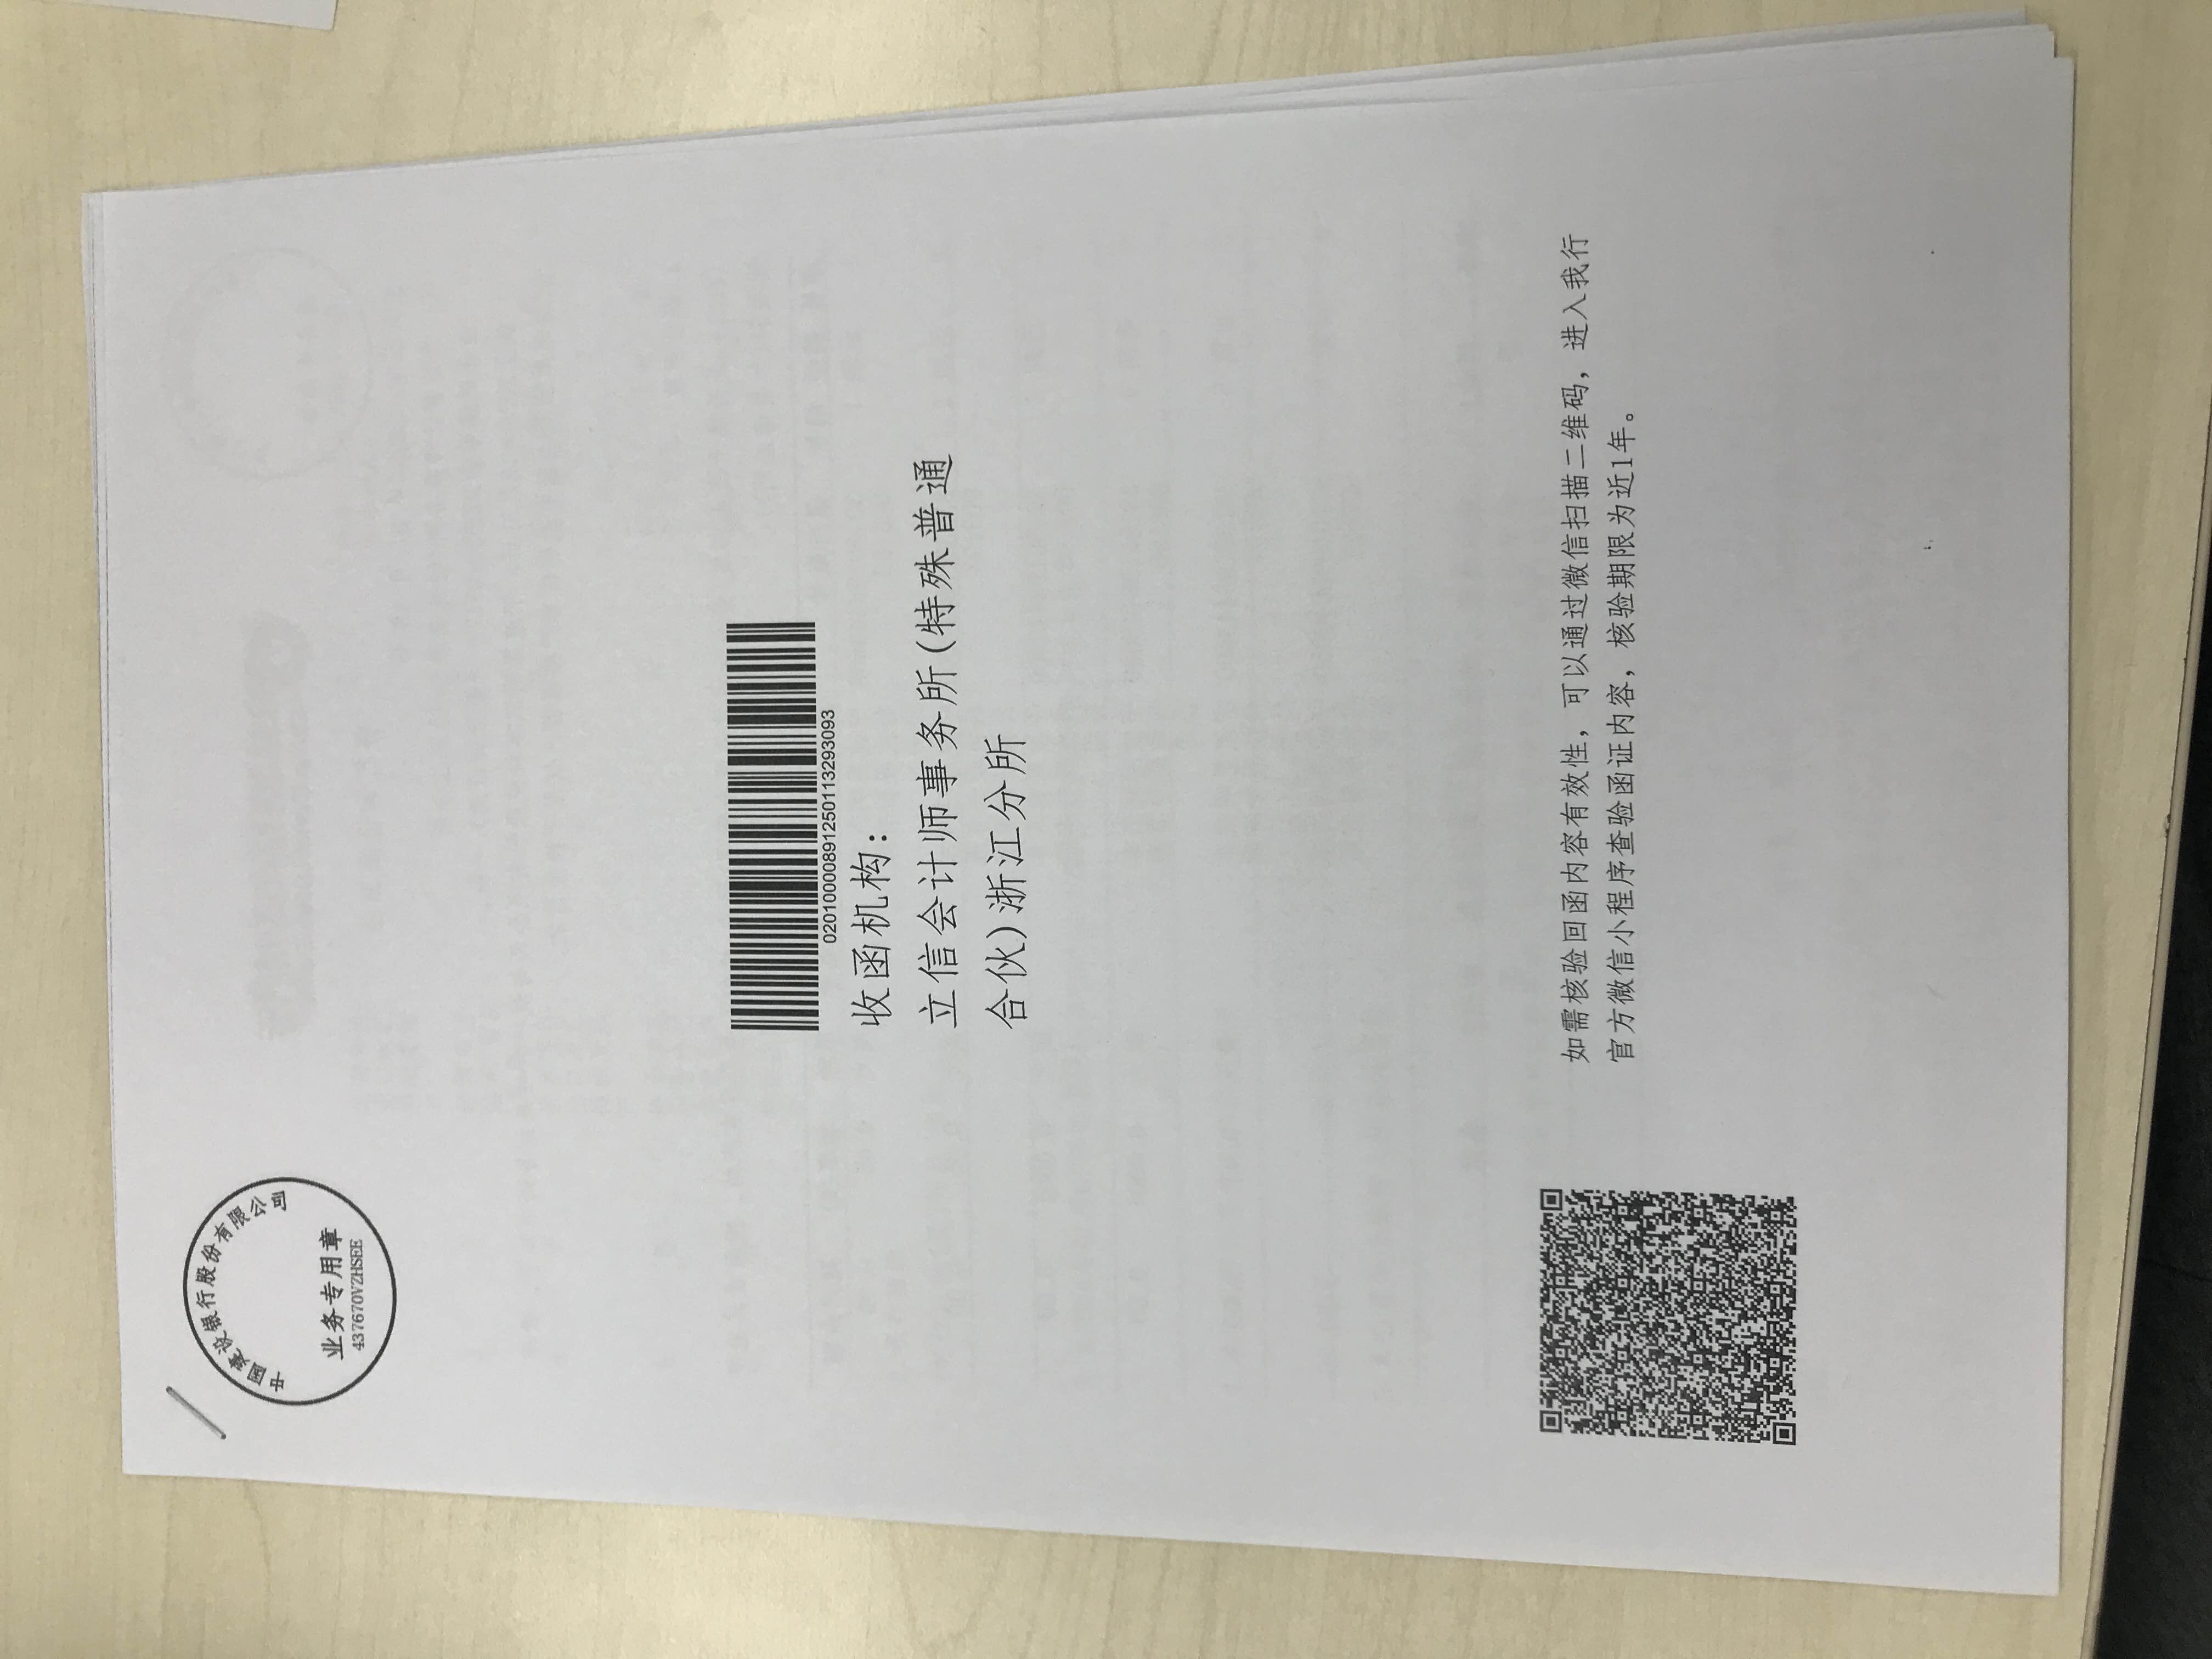 中国建设银行股份有限公司
业务专用章
437670VZHSEE
0201000089125011329​3093
收函机构:
立信会计师事务所(特殊普通
合伙)浙江分所
如需核验回函内容有效性，可以通过微信扫描二维码，进入我行
官方微信小程序查验函证内容，核验期限为近1年。